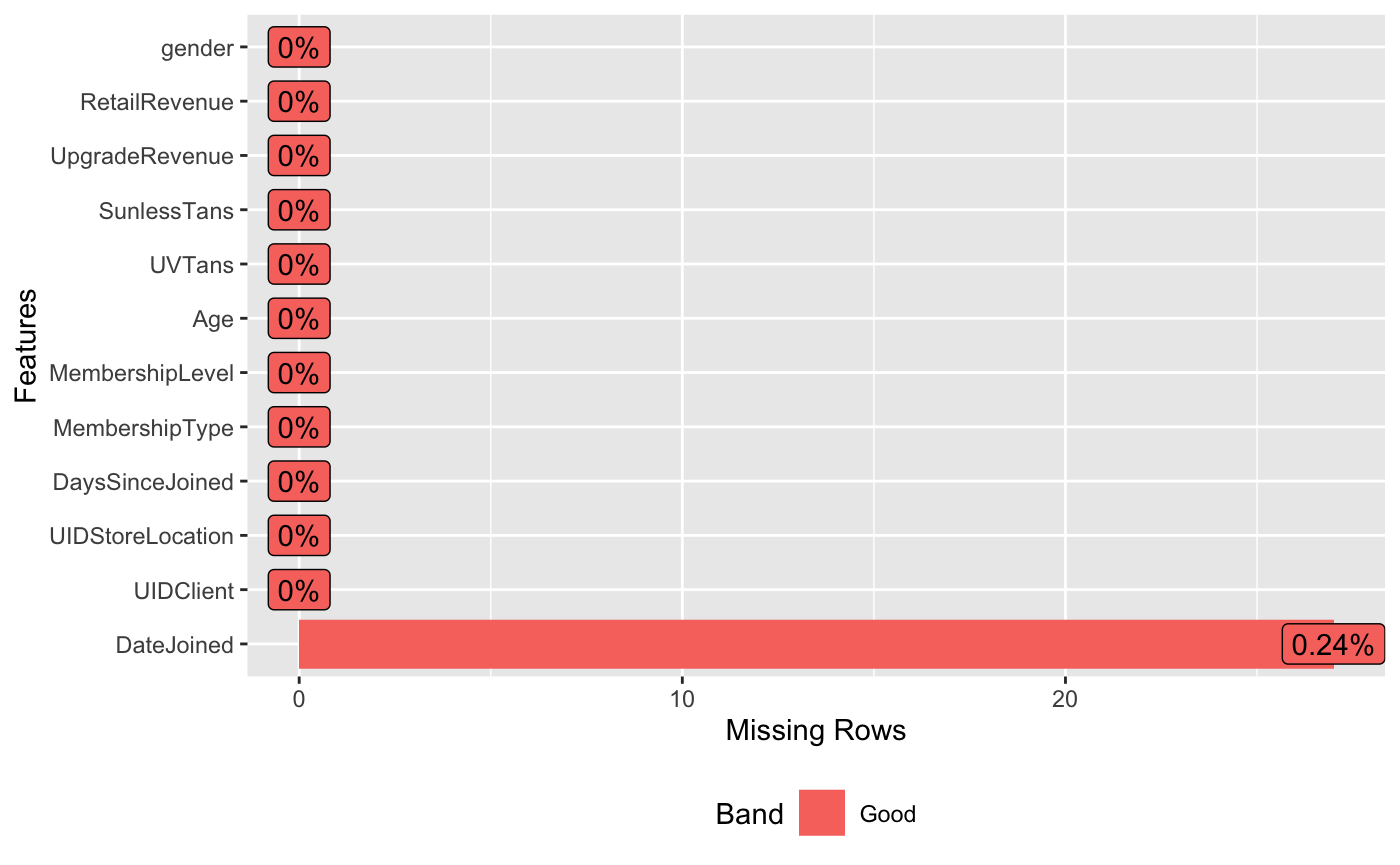 gender 0%
RetailRevenue 0%
UpgradeRevenue 0%
SunlessTans 0%
UVTans 0%
Age 0%
MembershipLevel 0%
MembershipType 0%
DaysSinceJoined 0%
UIDStoreLocation 0%
UIDClient 0%
DateJoined 0.24%
Features
0 10 20
Missing Rows
Band Good